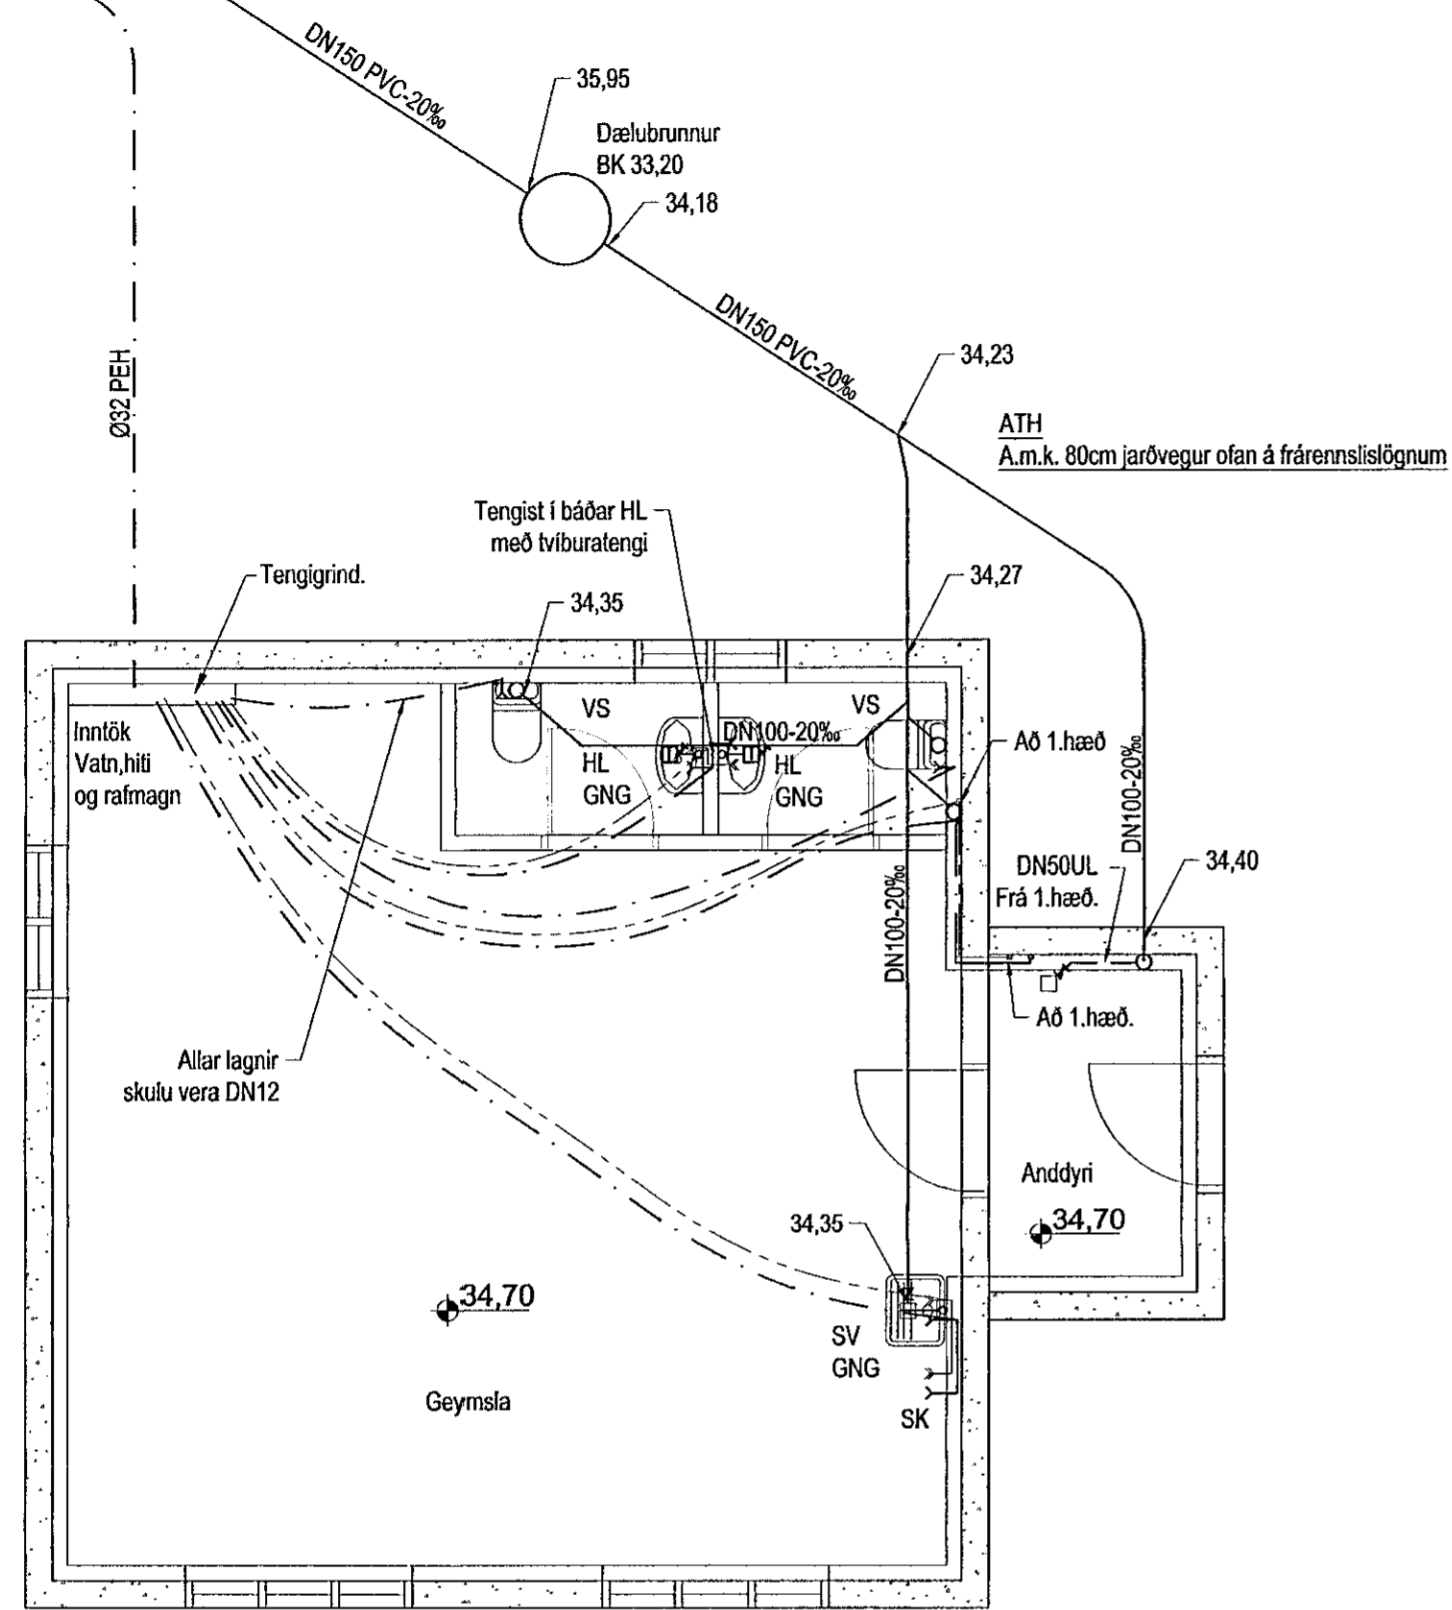 DN150 PVC-20‰
35,95
Dælubrunnur
BK 33,20
34,18
DN150 PVC-20‰
34,23
Ø32 PEH
ATH
A.m.k. 80cm jarðvegur ofan á frárennslislögnum
Tengist í báðar HL
með tvíburatengi
Tengigrind.
34,35
34,27
VS
VS
DN100-20‰
Inntök
Vatn,hiti
og rafmagn
HL
GNG
HL
GNG
Að 1.hæð
DN100-20‰
DN50UL
Frá 1.hæð.
34,40
DN100-20‰
Að 1.hæð.
Allar lagnir
skulu vera DN12
Anddyri
34,70
34,35
34,70
SV
GNG
Geymsla
SK